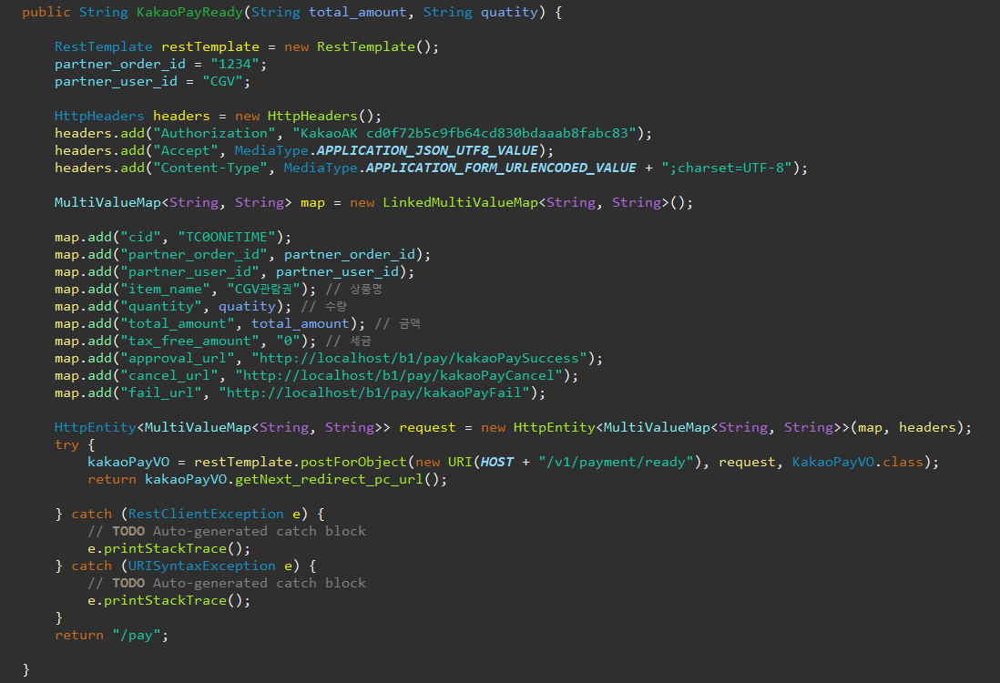 public String KakaoPayReady(String total_amount, String quatity) {
RestTemplate restTemplate = new RestTemplate();
partner_order_id = "1234";
partner_user_id = "CGV";
HttpHeaders headers = new HttpHeaders();
headers.add("Authorization", "KakaoAK cd0f72b5c9fb64cd830bdaaab8fabc83");
headers.add("Accept", MediaType.APPLICATION_JSON_UTF8_VALUE);
headers.add("Content-Type", MediaType.APPLICATION_FORM_URLENCODED_VALUE + ";charset=UTF-8");
MultiValueMap<String, String> map = new LinkedMultiValueMap<String, String>();
map.add("cid", "TC0ONETIME");
map.add("partner_order_id", partner_order_id);
map.add("partner_user_id", partner_user_id);
map.add("item_name", "CGV관람권"); // 상품명
map.add("quantity", quatity); // 수량
map.add("total_amount", total_amount); // 금액
map.add("tax_free_amount", "0"); // 세금
map.add("approval_url", "http://localhost/b1/pay/kakaoPaySuccess");
map.add("cancel_url", "http://localhost/b1/pay/kakaoPayCancel");
map.add("fail_url", "http://localhost/b1/pay/kakaoPayFail");
HttpEntity<MultiValueMap<String, String>> request = new HttpEntity<MultiValueMap<String, String>>(map, headers);
try {
kakaoPayVO = restTemplate.postForObject(new URI(HOST + "/v1/payment/ready"), request, KakaoPayVO.class);
return kakaoPayVO.getNext_redirect_pc_url();
} catch (RestClientException e) {
// TODO Auto-generated catch block
e.printStackTrace();
} catch (URISyntaxException e) {
// TODO Auto-generated catch block
e.printStackTrace();
}
return "/pay";
}